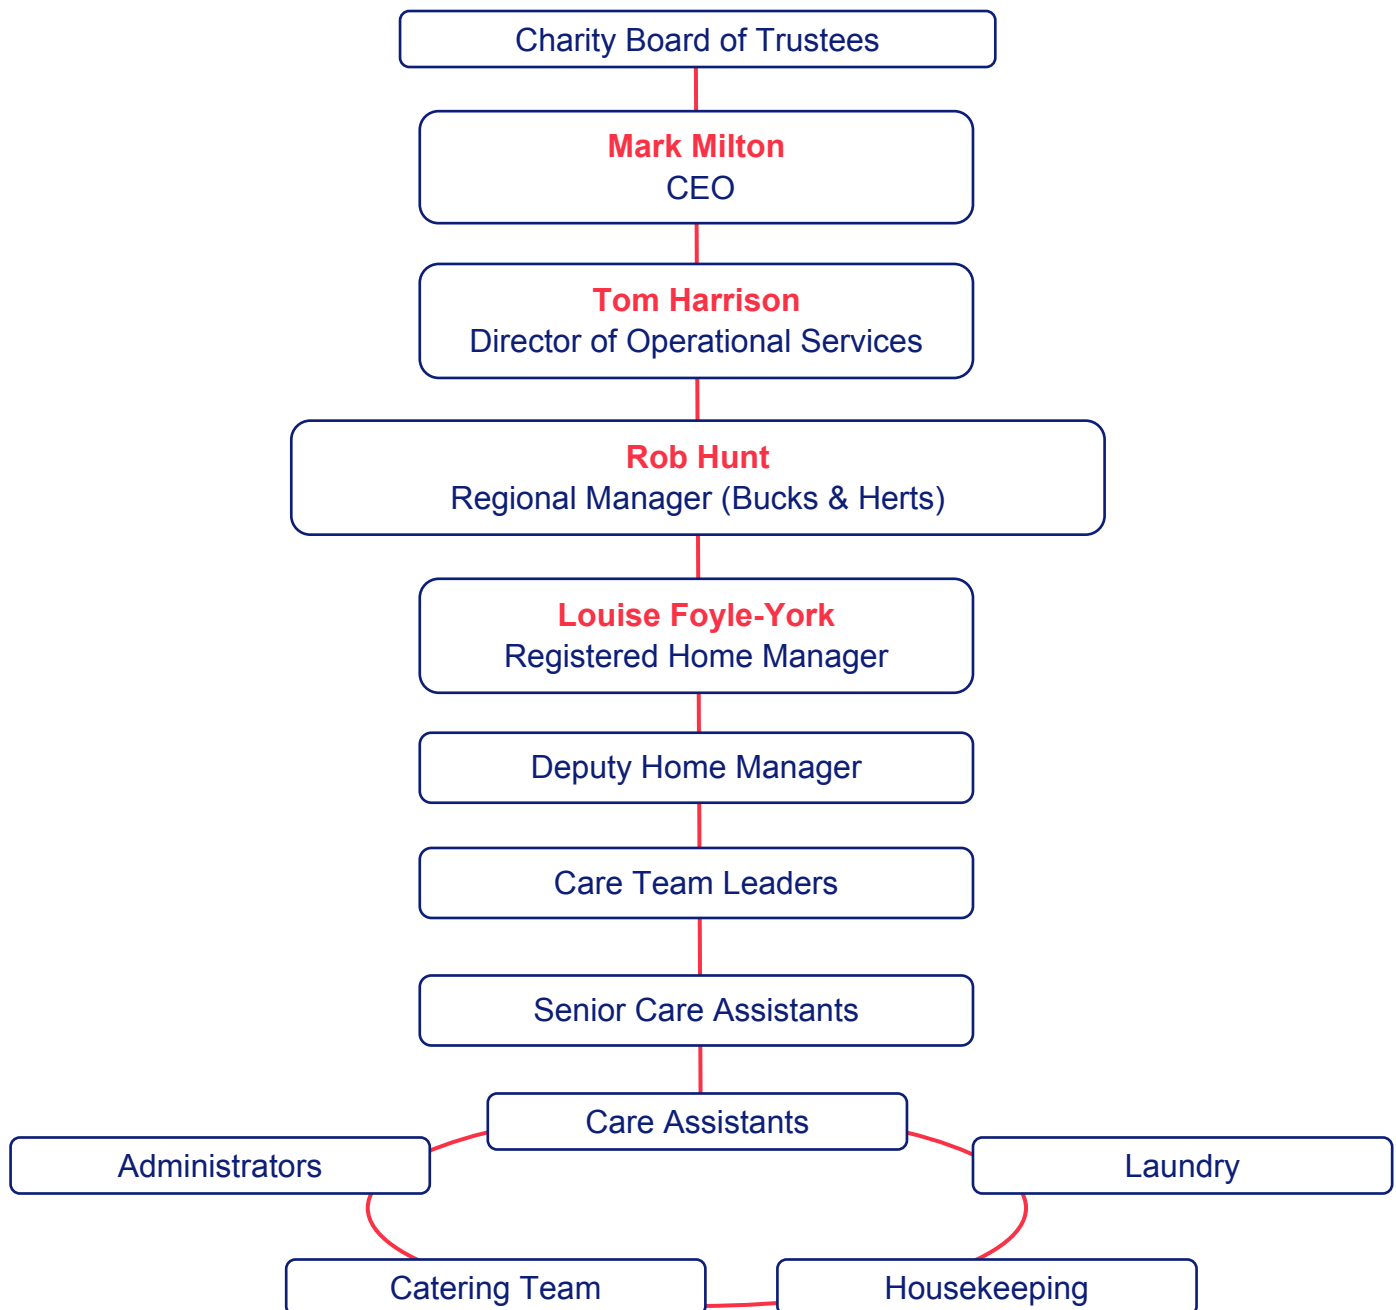 Charity Board of Trustees
Mark Milton
CEO
Tom Harrison
Director of Operational Services
Rob Hunt
Regional Manager (Bucks & Herts)
Louise Foyle-York
Registered Home Manager
Deputy Home Manager
Care Team Leaders
Senior Care Assistants
Care Assistants
Administrators
Laundry
Catering Team
Housekeeping